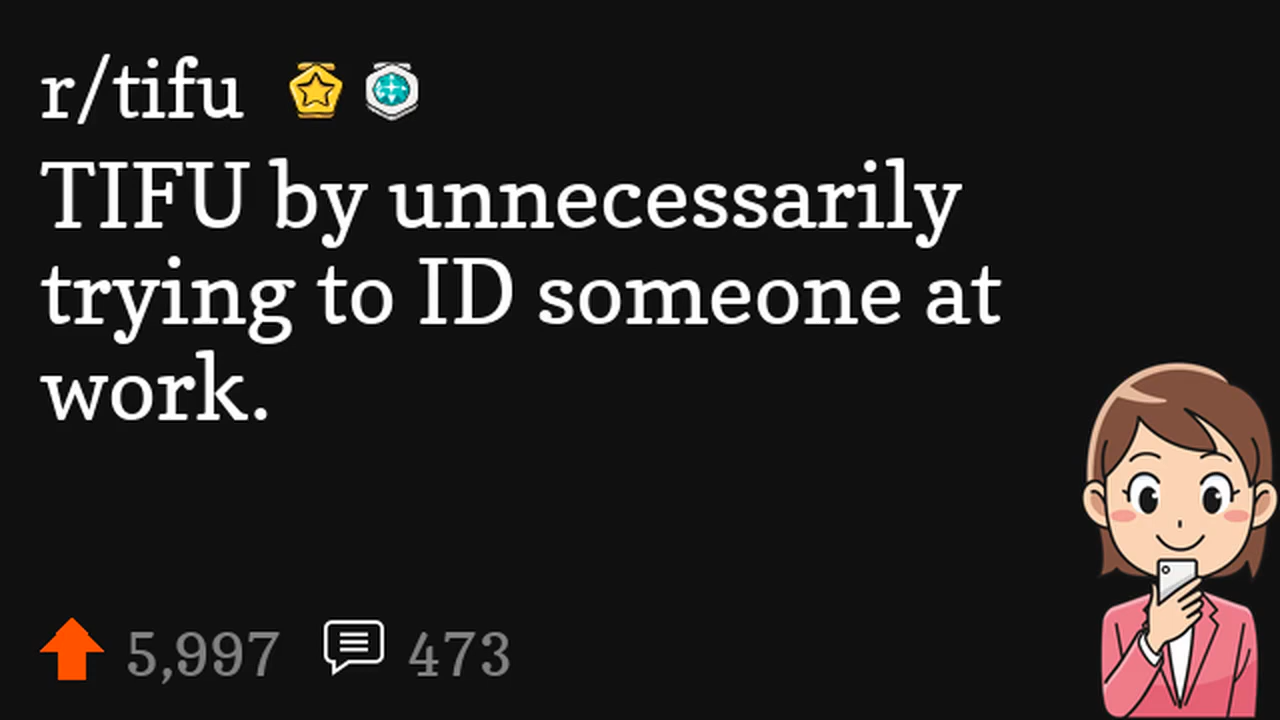 r/tifu
TIFU by unnecessarily
trying to ID someone at
work.
5,997 473